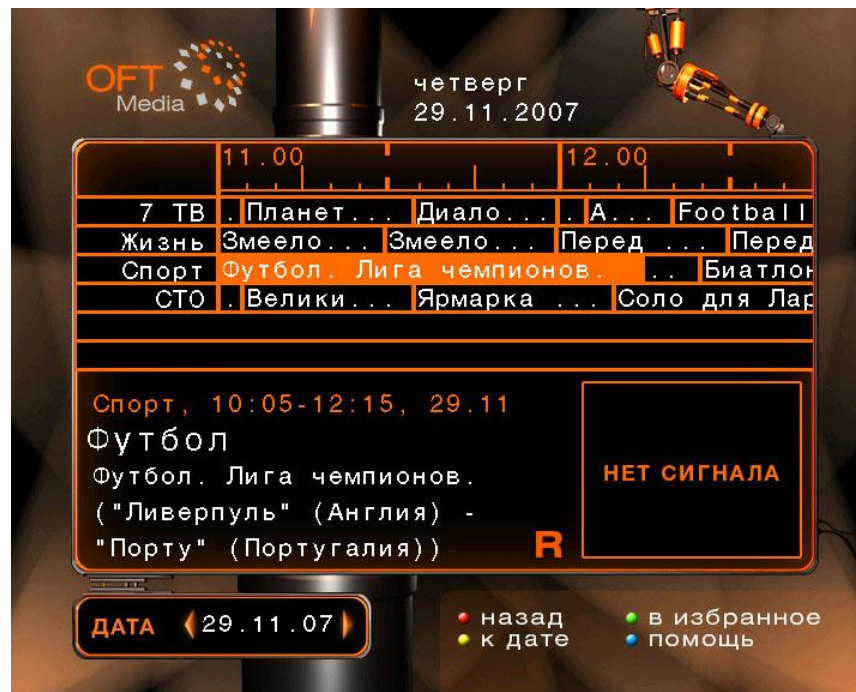 OFT
Media
четверг
29.11.2007
11.00 12.00
7 ТВ . Планет... Диало... . А... Football
Жизнь Змеело... Змеело... Перед ... Перед
Спорт Футбол. Лига чемпионов. .. Биатлон
СТО . Велики... Ярмарка ... Соло для Лар
Спорт, 10:05-12:15, 29.11
Футбол
Футбол. Лига чемпионов.
("Ливерпуль" (Англия) -
"Порту" (Португалия))
R
НЕТ СИГНАЛА
ДАТА 29.11.07
назад в избранное
к дате помощь